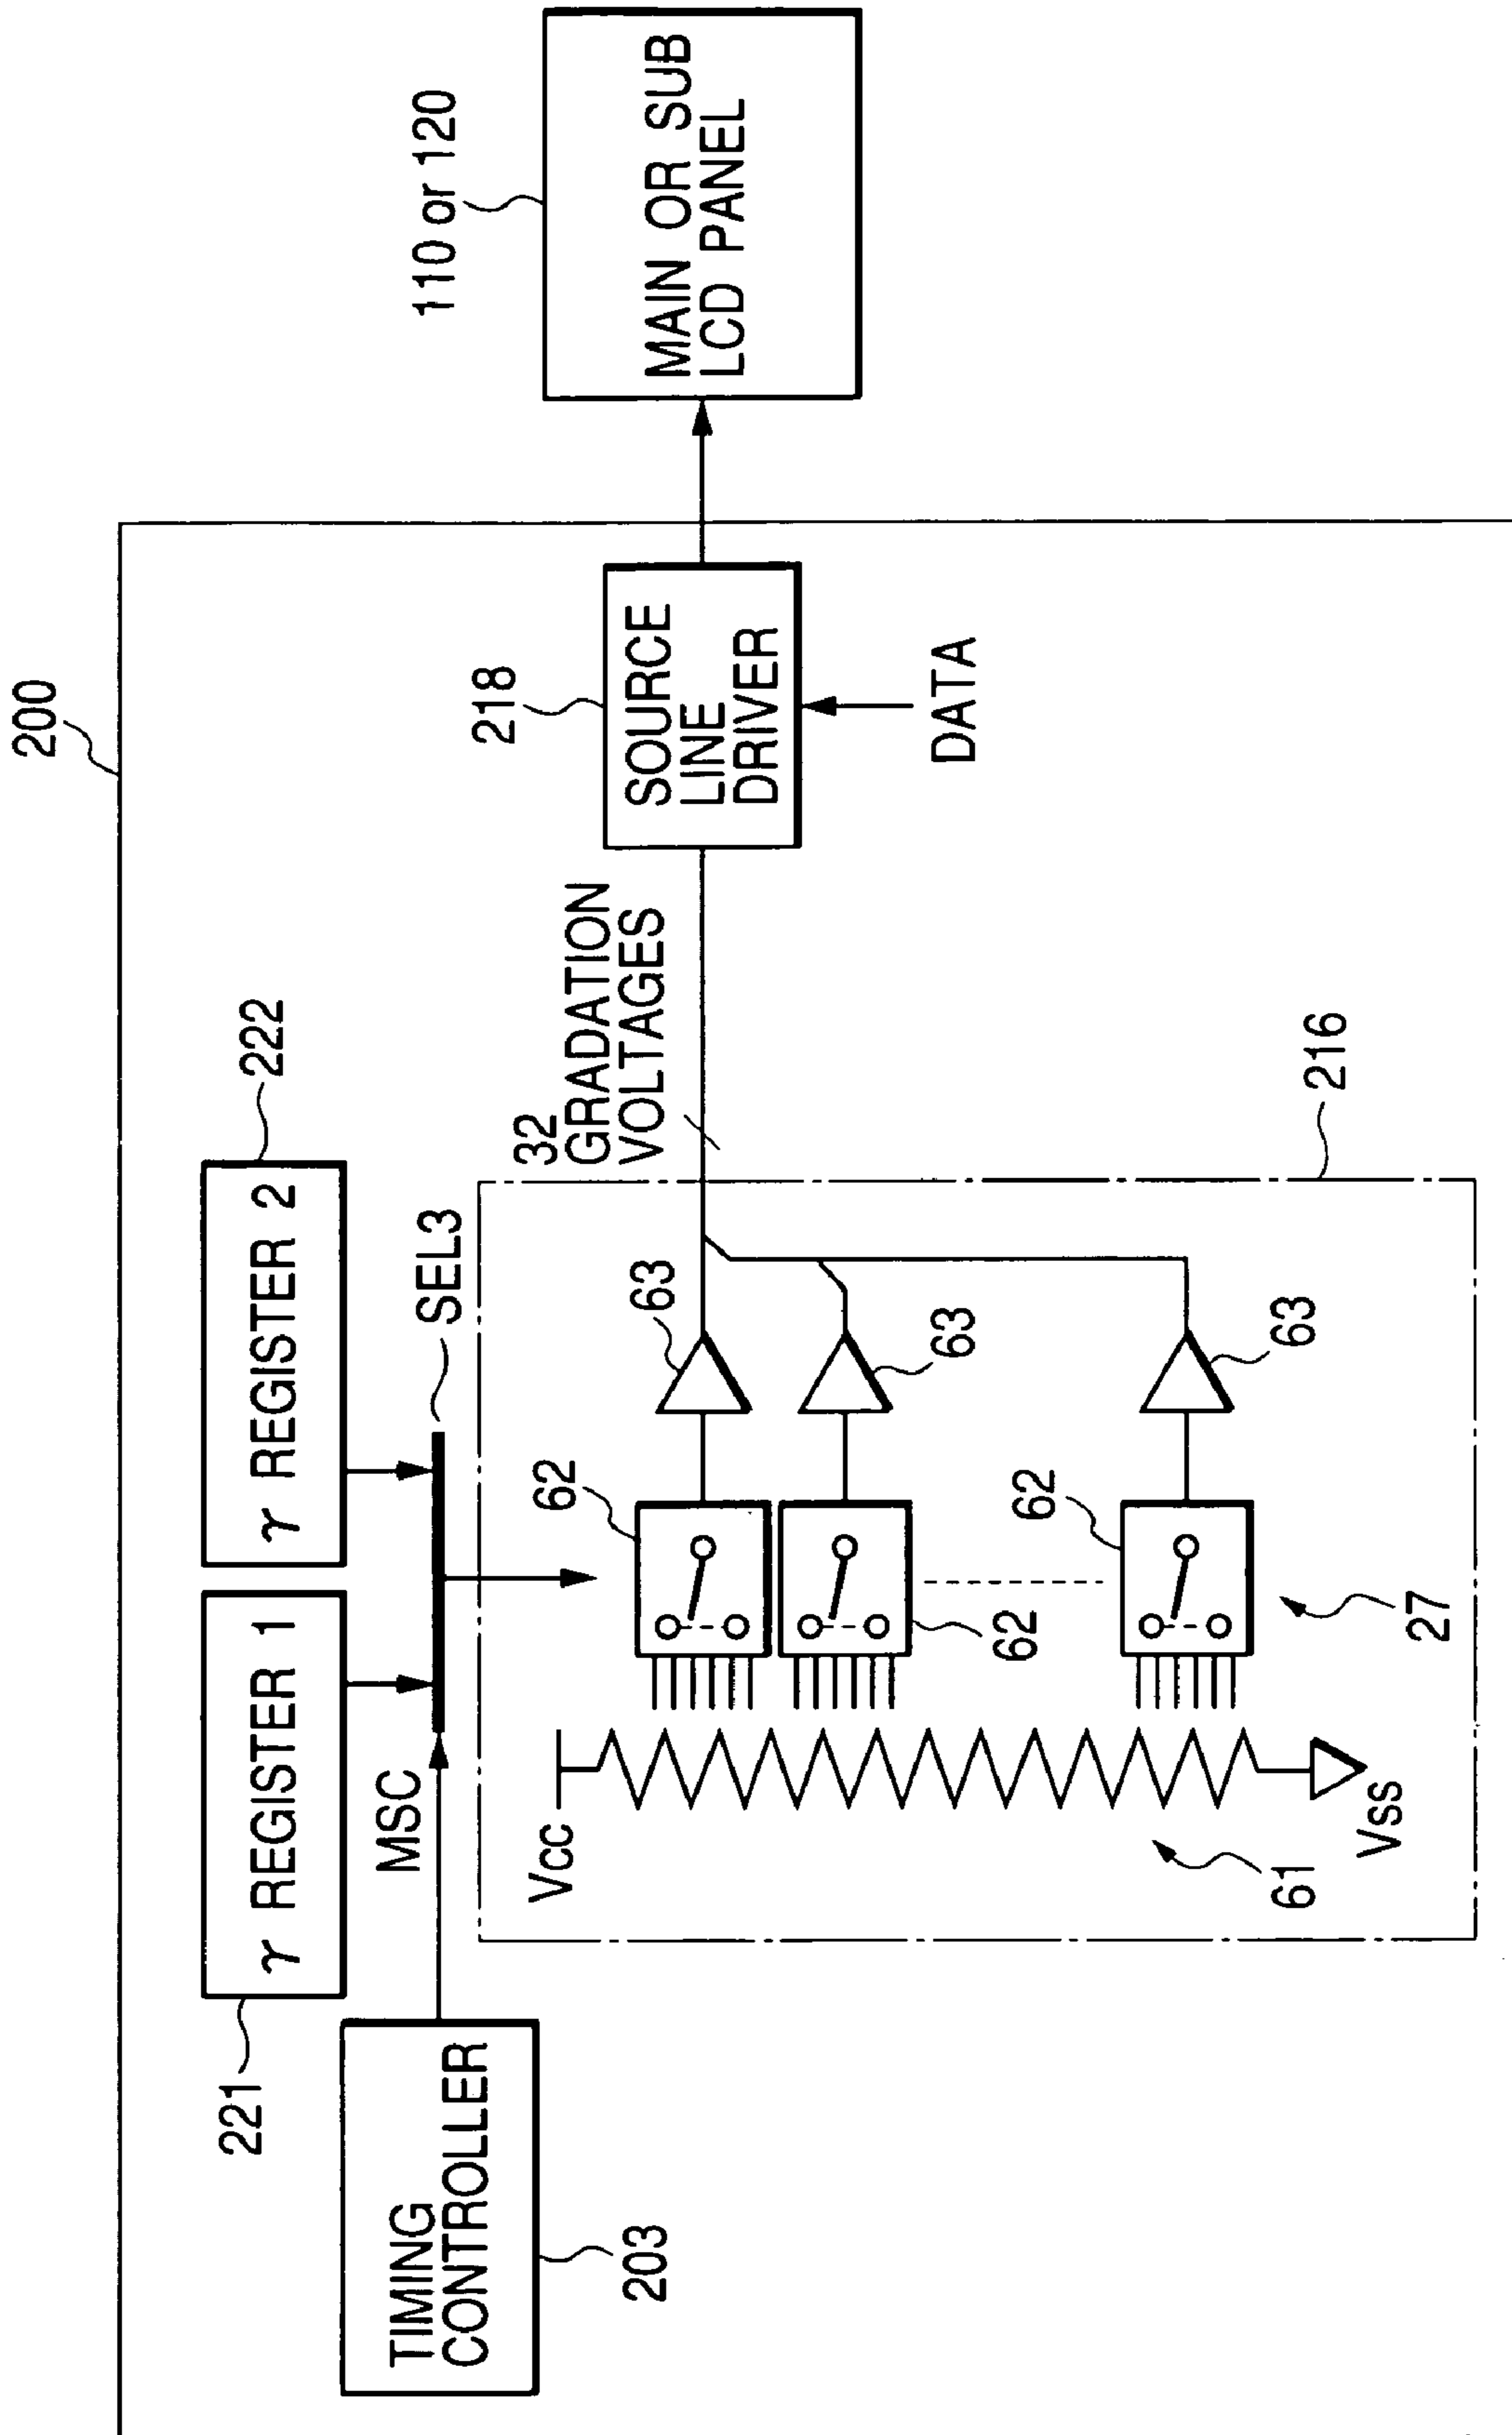 200
221
γ REGISTER 1
γ REGISTER 2
222
110 or 120
TIMING
CONTROLLER
203
MSC
SEL3
MAIN OR SUB
LCD PANEL
218
SOURCE
LINE
DRIVER
DATA
32
GRADATION
VOLTAGES
216
Vcc
62
63
62
63
62
63
61
Vss
27